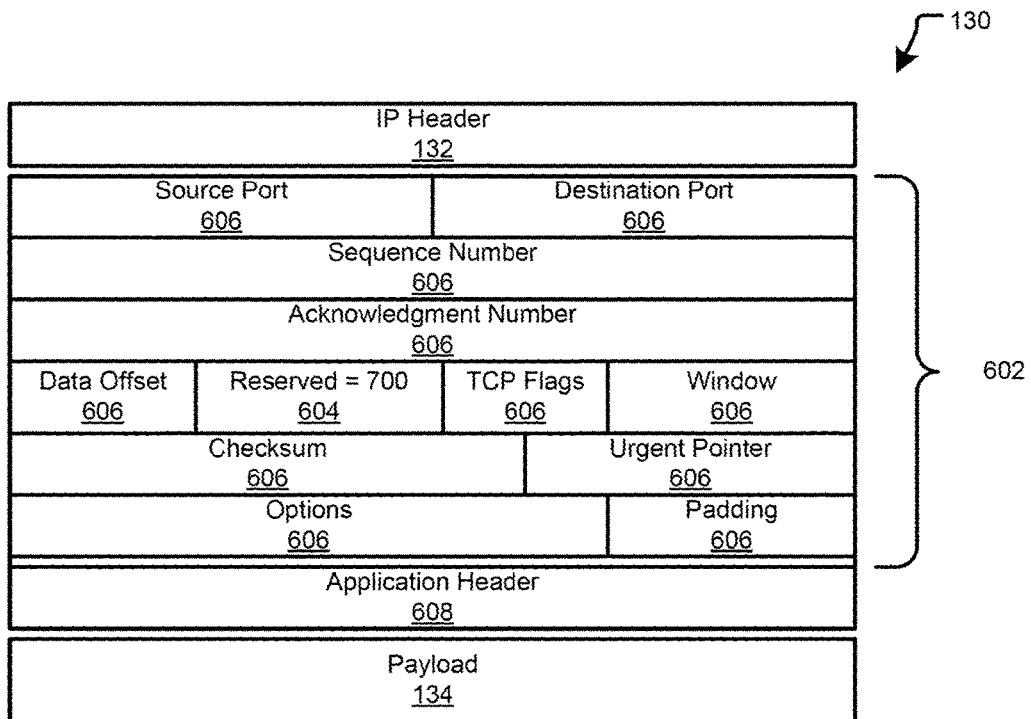 130
IP Header
132
Source Port Destination Port
606 606
Sequence Number
606
Acknowledgment Number
606
Data Offset Reserved = 700 TCP Flags Window
606 604 606 606
602
Checksum Urgent Pointer
606 606
Options Padding
606 606
Application Header
608
Payload
134